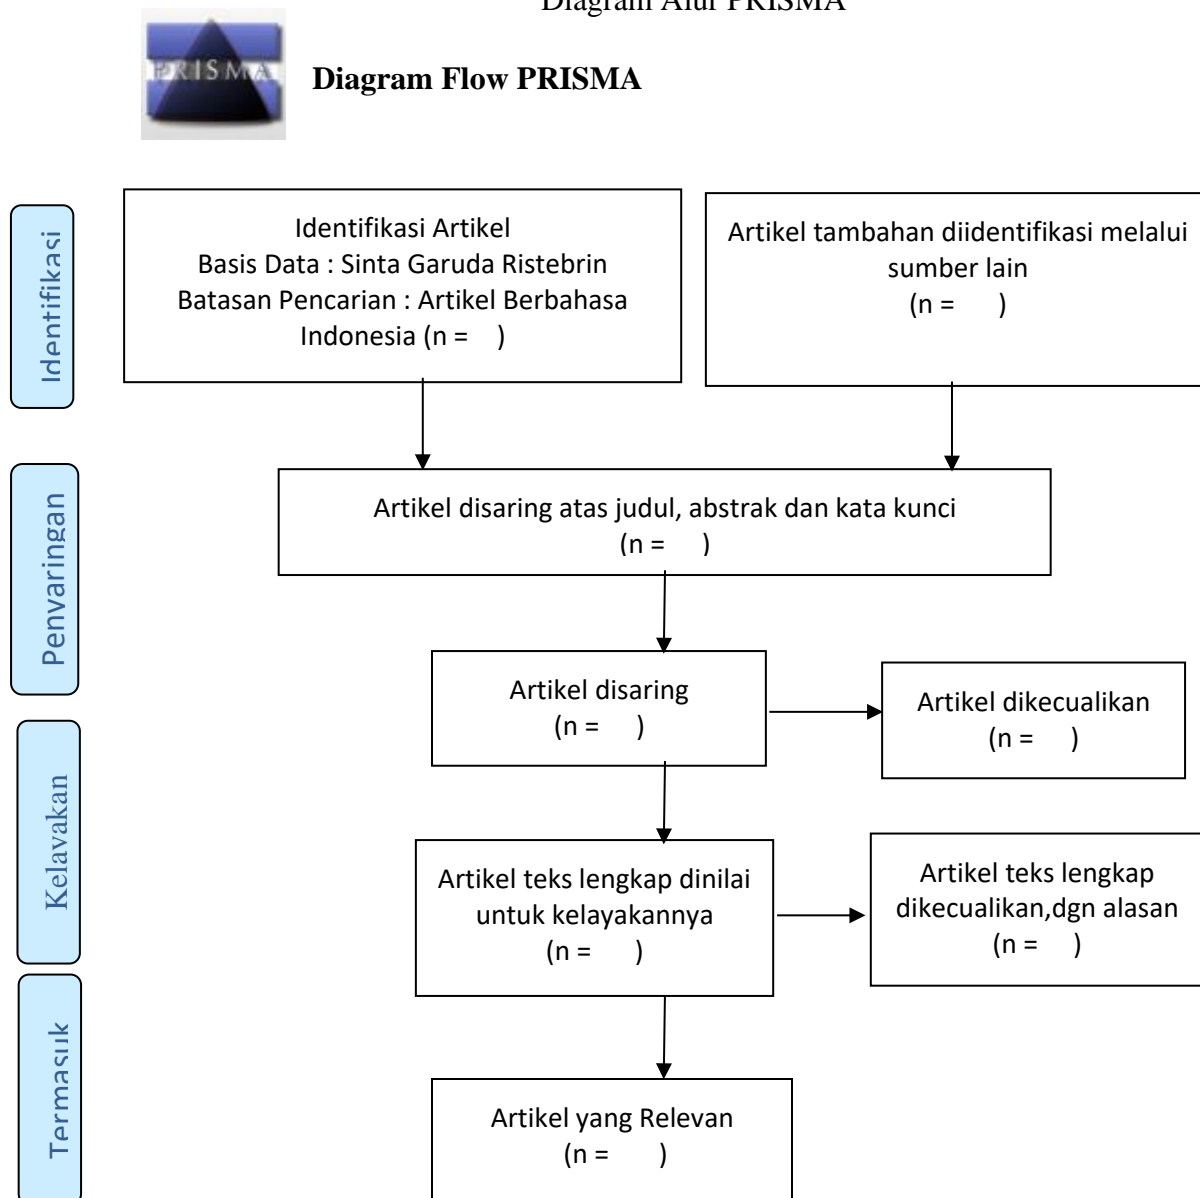 Diagram Alur PRISMA
PRISMA
Diagram Flow PRISMA
Identifikasi
Identifikasi Artikel
Basis Data : Sinta Garuda Ristebrin
Batasan Pencarian : Artikel Berbahasa
Indonesia (n = )
Artikel tambahan diidentifikasi melalui
sumber lain
(n = )
Penyaringan
Artikel disaring atas judul, abstrak dan kata kunci
(n = )
Artikel disaring
(n = )
Artikel dikecualikan
(n = )
Kelayakan
Artikel teks lengkap dinilai
untuk kelayakannya
(n = )
Artikel teks lengkap
dikecualikan,dgn alasan
(n = )
Termasuk
Artikel yang Relevan
(n = )